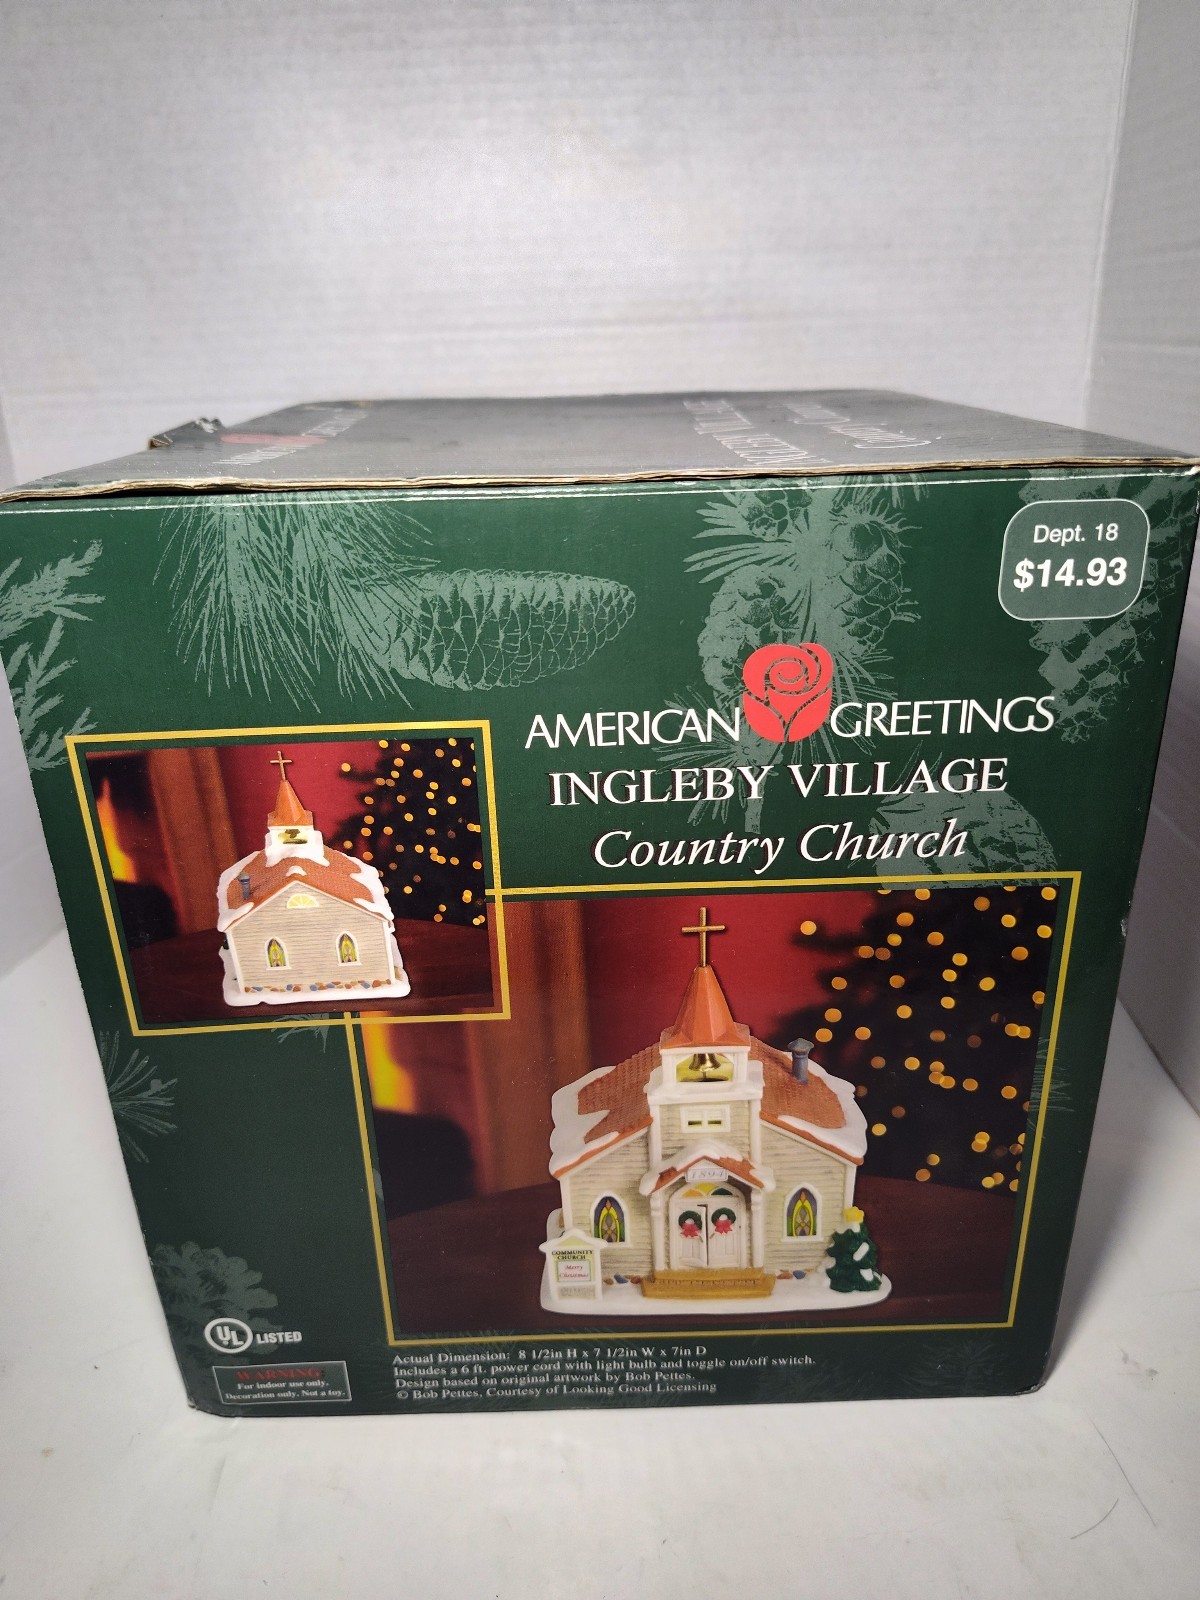 Dept. 18
$14.93
AMERICAN GREETINGS
INGLEBY VILLAGE
Country Church
1894
COMMUNITY
CHURCH
Merry
Christmas
UL LISTED
WARNING:
For indoor use only.
Decoration only. Not a toy.
Actual Dimension: 8 1/2in H x 7 1/2in W x 7in D
Includes a 6 ft. power cord with light bulb and toggle on/off switch.
Design based on original artwork by Bob Pettes.
© Bob Pettes, Courtesy of Looking Good Licensing